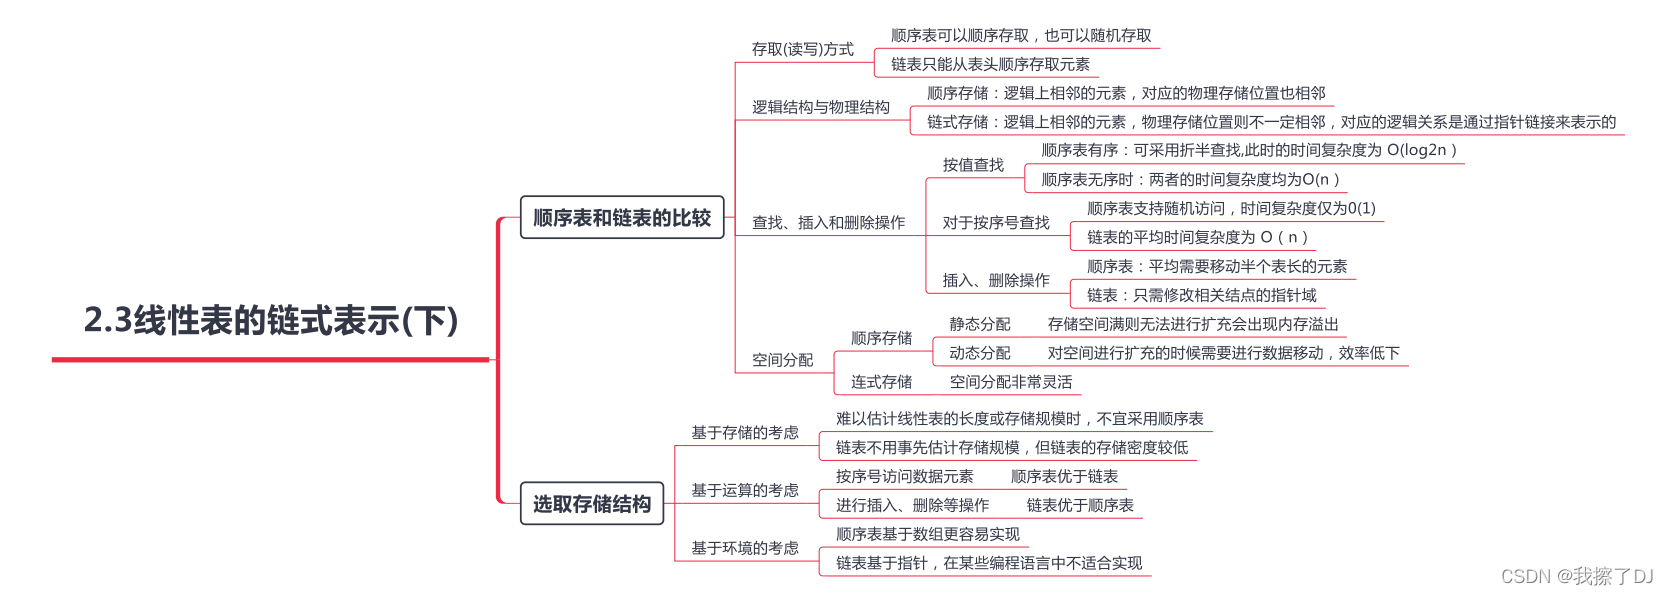 2.3线性表的链式表示(下)
顺序表和链表的比较
存取(读写)方式
顺序表可以顺序存取，也可以随机存取
链表只能从表头顺序存取元素
逻辑结构与物理结构
顺序存储：逻辑上相邻的元素，对应的物理存储位置也相邻
链式存储：逻辑上相邻的元素，物理存储位置则不一定相邻，对应的逻辑关系是通过指针链接来表示的
查找、插入和删除操作
按值查找
顺序表有序：可采用折半查找,此时的时间复杂度为 O(log2n）
顺序表无序时：两者的时间复杂度均为O(n）
对于按序号查找
顺序表支持随机访问，时间复杂度仅为0(1)
链表的平均时间复杂度为 O（n）
插入、删除操作
顺序表：平均需要移动半个表长的元素
链表：只需修改相关结点的指针域
空间分配
顺序存储
静态分配 存储空间满则无法进行扩充会出现内存溢出
动态分配 对空间进行扩充的时候需要进行数据移动，效率低下
连式存储 空间分配非常灵活
选取存储结构
基于存储的考虑
难以估计线性表的长度或存储规模时，不宜采用顺序表
链表不用事先估计存储规模，但链表的存储密度较低
基于运算的考虑
按序号访问数据元素 顺序表优于链表
进行插入、删除等操作 链表优于顺序表
基于环境的考虑
顺序表基于数组更容易实现
链表基于指针，在某些编程语言中不适合实现
CSDN @我擦了DJ